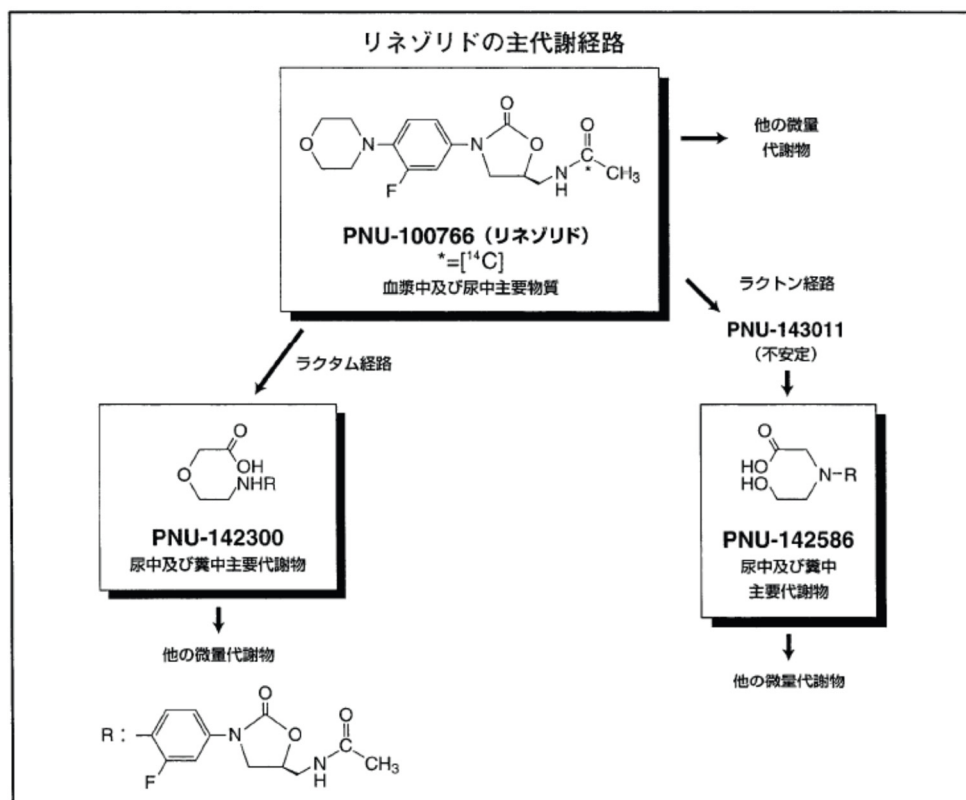 リネゾリドの主代謝経路
O
O
N
F
N
O
O
N
H
C
*
O
CH3
PNU-100766（リネゾリド）
*=[14C]
血漿中及び尿中主要物質
他の微量
代謝物
ラクトン経路
PNU-143011
（不安定）
ラクタム経路
O
OH
O
NHR
PNU-142300
尿中及び糞中主要代謝物
他の微量代謝物
O
HO
HO
N-R
PNU-142586
尿中及び糞中
主要代謝物
他の微量代謝物
R :
F
N
O
O
N
H
O
CH3